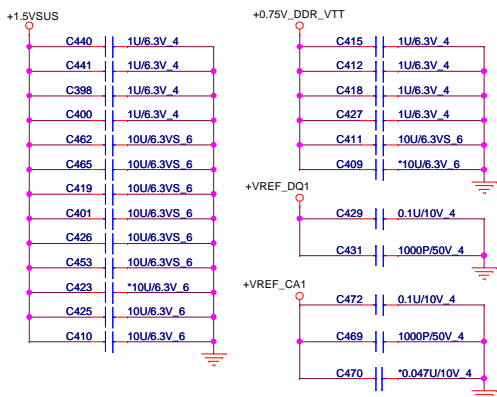 +1.5VSUS
C440 1U/6.3V_4
C441 1U/6.3V_4
C398 1U/6.3V_4
C400 1U/6.3V_4
C462 10U/6.3VS_6
C465 10U/6.3VS_6
C419 10U/6.3VS_6
C401 10U/6.3VS_6
C426 10U/6.3VS_6
C453 10U/6.3VS_6
C423 *10U/6.3V_6
C425 10U/6.3V_6
C410 10U/6.3V_6
+0.75V_DDR_VTT
C415 1U/6.3V_4
C412 1U/6.3V_4
C418 1U/6.3V_4
C427 1U/6.3V_4
C411 10U/6.3VS_6
C409 *10U/6.3V_6
+VREF_DQ1
C429 0.1U/10V_4
C431 1000P/50V_4
+VREF_CA1
C472 0.1U/10V_4
C469 1000P/50V_4
C470 *0.047U/10V_4